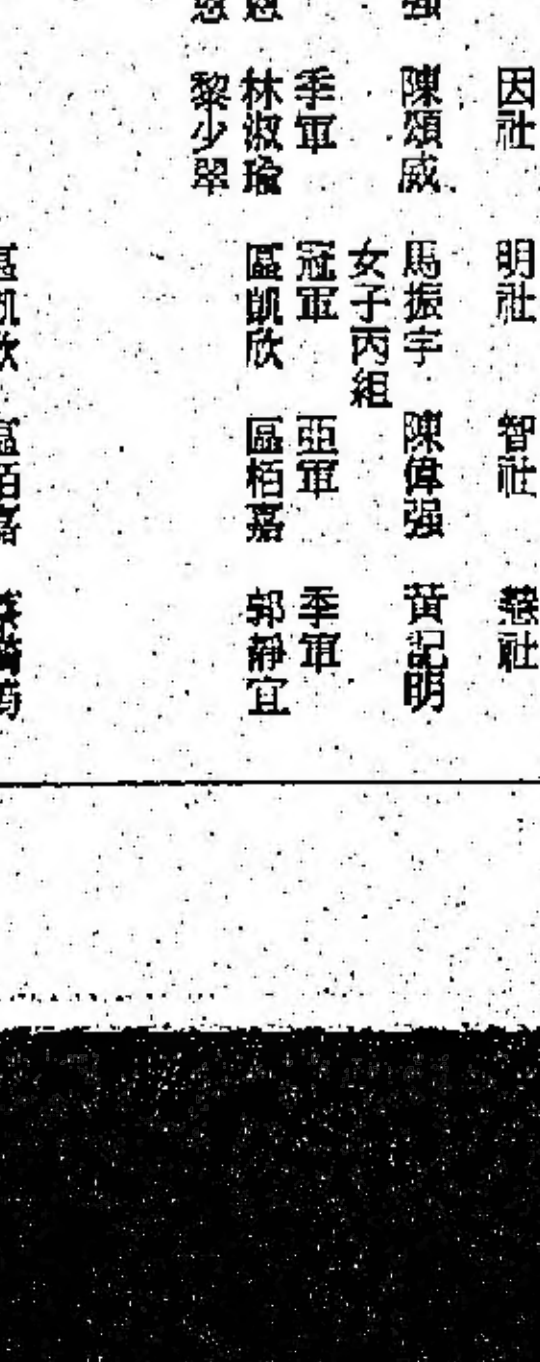 因社 明社 智社 慧社
強 陳頌威 馬振宇 陳偉强 黃記明
女子丙組
季軍 冠軍 亞軍 季軍
林淑瑜 區凱欣 區栢嘉 郭靜宜
黎少翠
區凱欣 區栢嘉